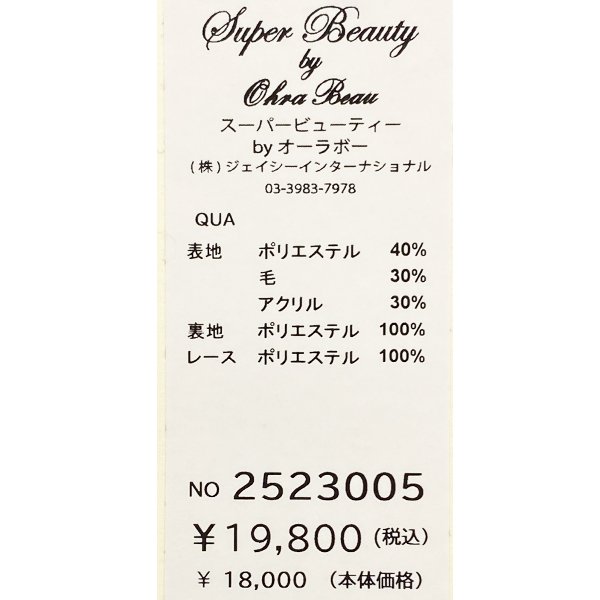 Super Beauty
by
Ohra Beau
スーパービューティー
by オーラボー
(株)ジェイシーインターナショナル
03-3983-7978
QUA
表地 ポリエステル 40%
毛 30%
アクリル 30%
裏地 ポリエステル 100%
レース ポリエステル 100%
NO 2523005
¥19,800 (税込)
¥ 18,000 (本体価格)